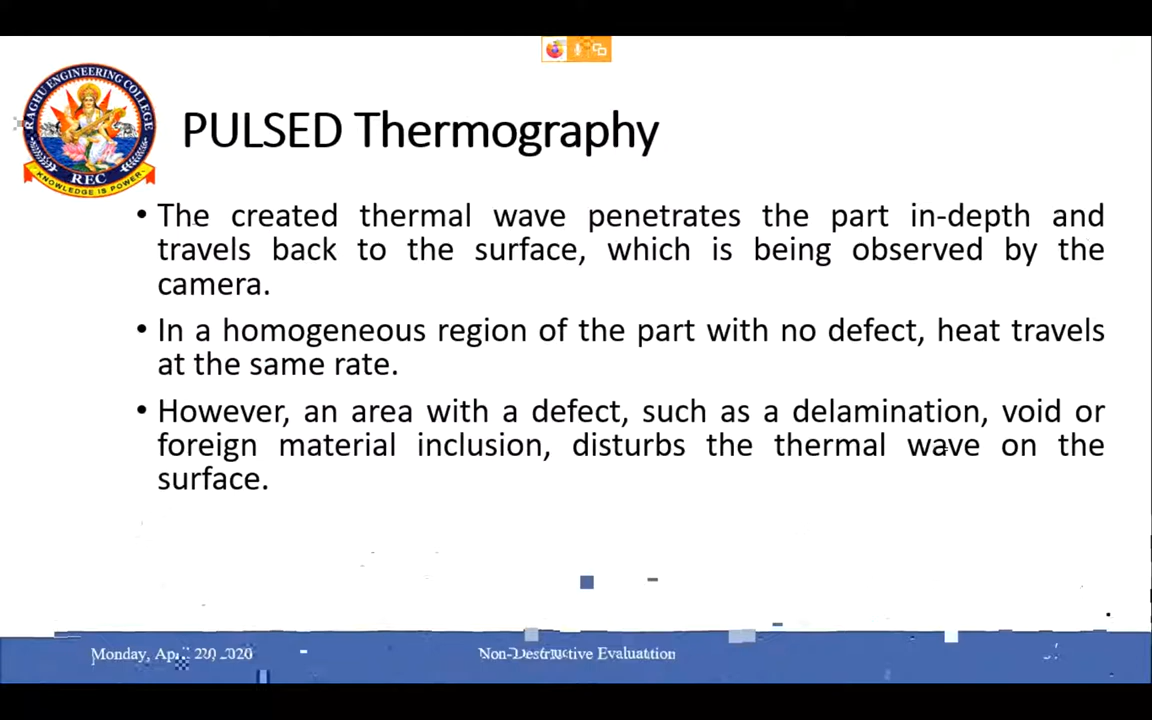 RAGHU ENGINEERING COLLEGE
REC
KNOWLEDGE IS POWER
PULSED Thermography
• The created thermal wave penetrates the part in-depth and
travels back to the surface, which is being observed by the
camera.
• In a homogeneous region of the part with no defect, heat travels
at the same rate.
• However, an area with a defect, such as a delamination, void or
foreign material inclusion, disturbs the thermal wave on the
surface.
Monday,
Evaluation